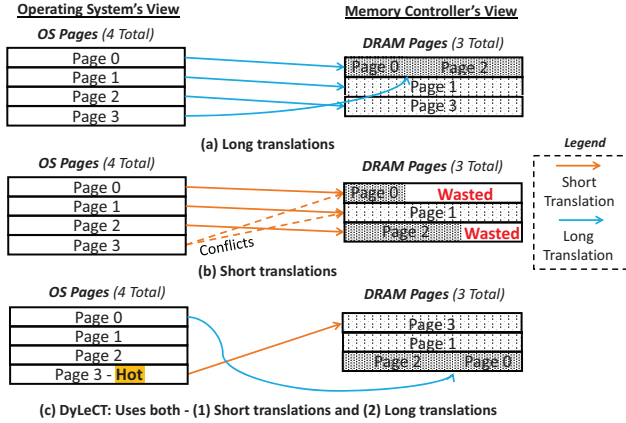 Operating System's View
Memory Controller's View
OS Pages (4 Total)
DRAM Pages (3 Total)
Page 0
Page 1
Page 2
Page 3
Page 0 Page 2
Page 1
Page 3
(a) Long translations
OS Pages (4 Total)
DRAM Pages (3 Total)
Page 0
Page 1
Page 2
Page 3
Conflicts
Page 0 Wasted
Page 1
Page 2 Wasted
(b) Short translations
Legend
Short
Translation
Long
Translation
OS Pages (4 Total)
DRAM Pages (3 Total)
Page 0
Page 1
Page 2
Page 3 - Hot
Page 3
Page 1
Page 2 Page 0
(c) DyLeCT: Uses both - (1) Short translations and (2) Long translations